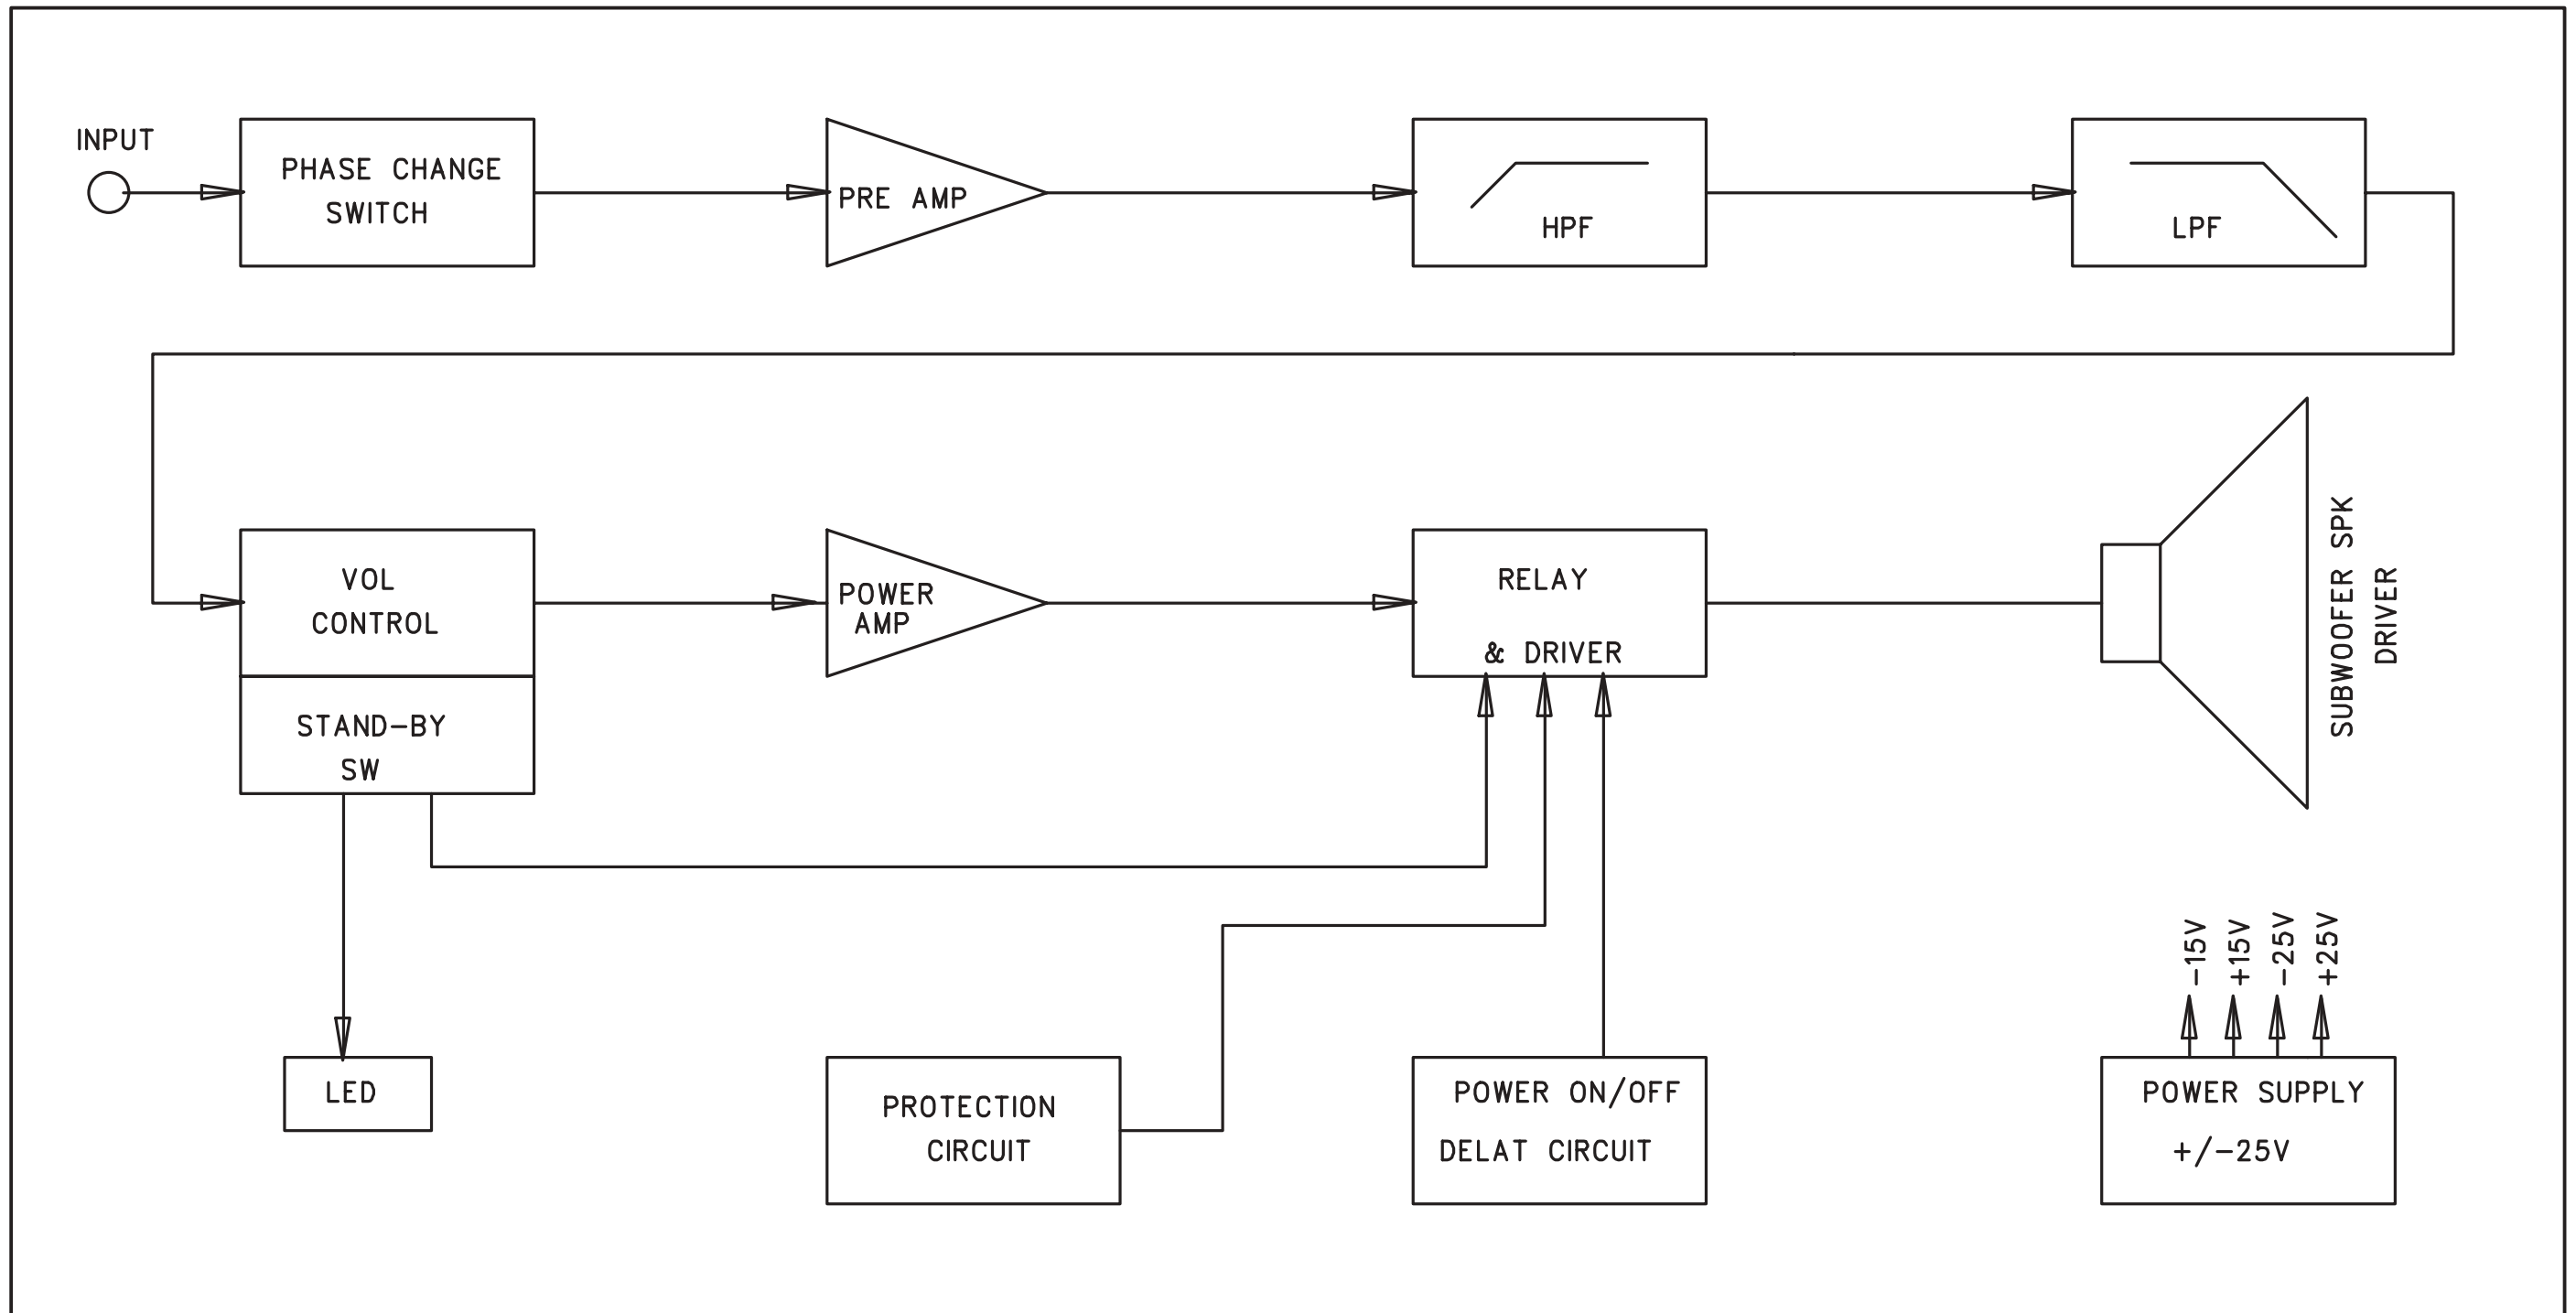 INPUT
PHASE CHANGE
SWITCH
PRE AMP
HPF
LPF
VOL
CONTROL
STAND-BY
SW
POWER
AMP
RELAY
& DRIVER
SUBWOOFER SPK
DRIVER
LED
PROTECTION
CIRCUIT
POWER ON/OFF
DELAT CIRCUIT
-15V
+15V
-25V
+25V
POWER SUPPLY
+/-25V